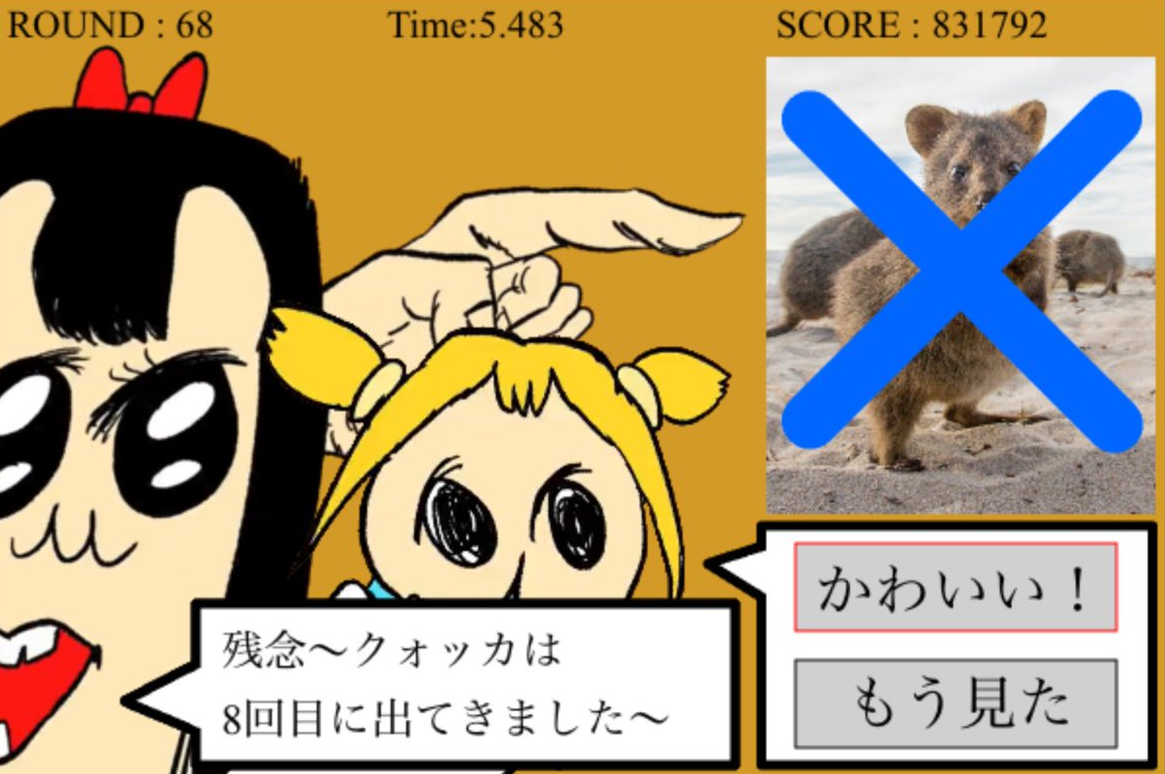 ROUND : 68
Time:5.483
SCORE : 831792
残念〜クォッカは
8回目に出てきました〜
かわいい！
もう見た